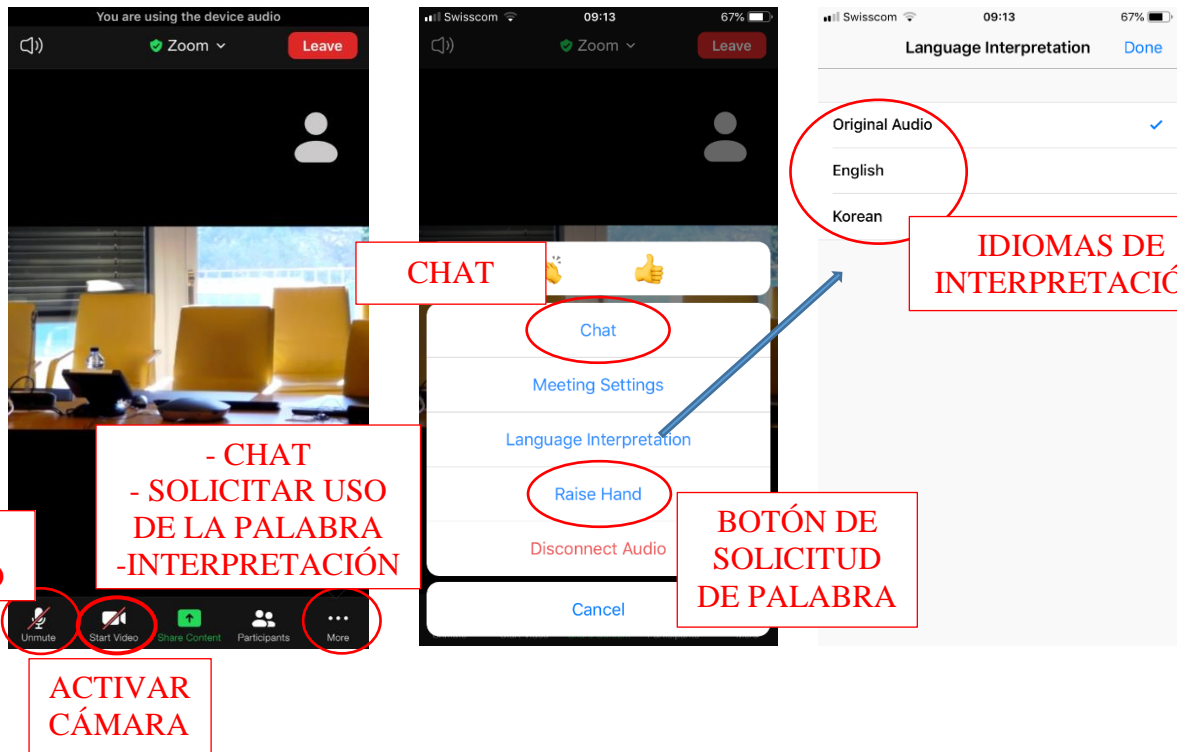 You are using the device audio
Zoom
Leave
- CHAT
- SOLICITAR USO
DE LA PALABRA
-INTERPRETACIÓN
Unmute
Start Video
Share Content
Participants
More
ACTIVAR
CÁMARA
Swisscom
09:13
67%
Zoom
Leave
CHAT
Chat
Meeting Settings
Language Interpretation
Raise Hand
Disconnect Audio
Cancel
BOTÓN DE
SOLICITUD
DE PALABRA
Swisscom
09:13
67%
Language Interpretation
Done
Original Audio
English
Korean
IDIOMAS DE
INTERPRETACIÓ